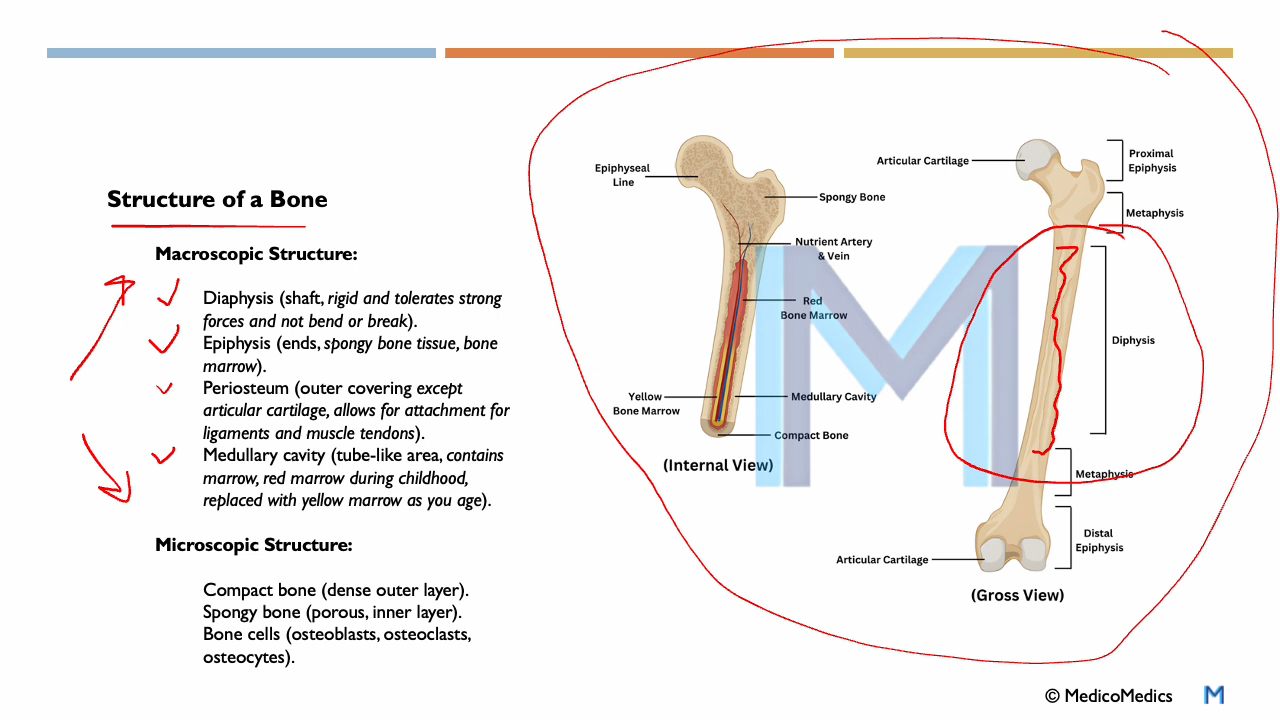 Structure of a Bone
Macroscopic Structure:
Diaphysis (shaft, rigid and tolerates strong
forces and not bend or break).
Epiphysis (ends, spongy bone tissue, bone
marrow).
Periosteum (outer covering except
articular cartilage, allows for attachment for
ligaments and muscle tendons).
Medullary cavity (tube-like area, contains
marrow, red marrow during childhood,
replaced with yellow marrow as you age).
Microscopic Structure:
Compact bone (dense outer layer).
Spongy bone (porous, inner layer).
Bone cells (osteoblasts, osteoclasts,
osteocytes).
Epiphyseal
Line
Spongy Bone
Nutrient Artery
& Vein
Red
Bone Marrow
Yellow
Bone Marrow
Medullary Cavity
Compact Bone
(Internal View)
Articular Cartilage
Proximal
Epiphysis
Metaphysis
Diphysis
Metaphysis
Distal
Epiphysis
Articular Cartilage
(Gross View)
M
© MedicoMedics
M